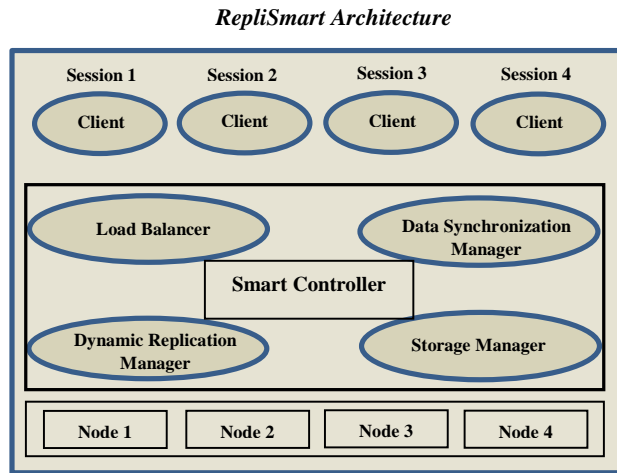 RepliSmart Architecture
Session 1 Session 2 Session 3 Session 4
Client Client Client Client
Load Balancer
Data Synchronization
Manager
Smart Controller
Dynamic Replication
Manager
Storage Manager
Node 1 Node 2 Node 3 Node 4